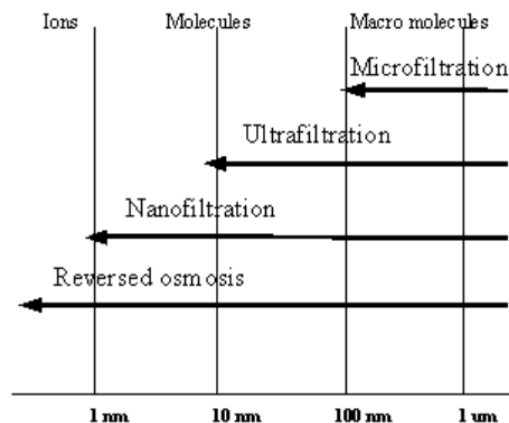 Ions Molecules Macro molecules
Microfiltration
Ultrafiltration
Nanofiltration
Reversed osmosis
1 nm 10 nm 100 nm 1 um